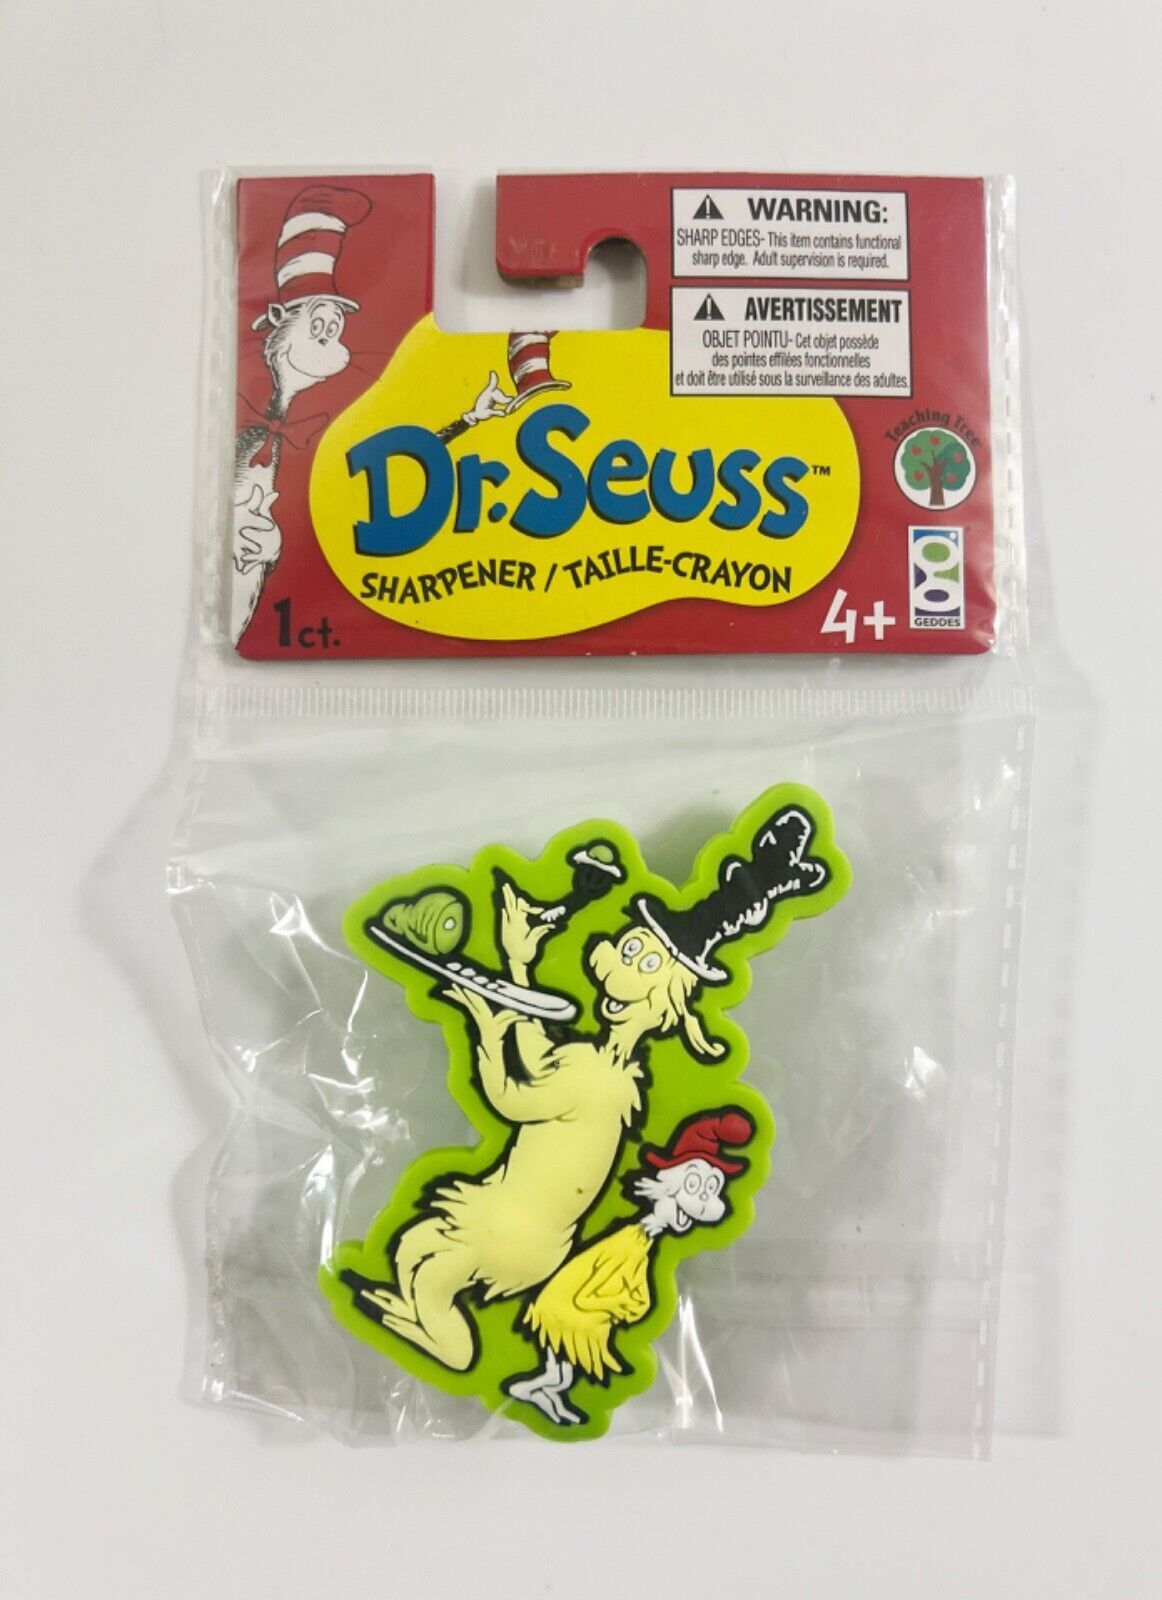 WARNING:
SHARP EDGES- This item contains functional
sharp edge. Adult supervision is required.
AVERTISSEMENT
OBJET POINTU- Cet objet possède
des pointes effilées fonctionnelles
et doit être utilisé sous la surveillance des adultes.
Teaching Tree
Dr. Seuss™
SHARPENER / TAILLE-CRAYON
1 ct.
4+
GEDDES